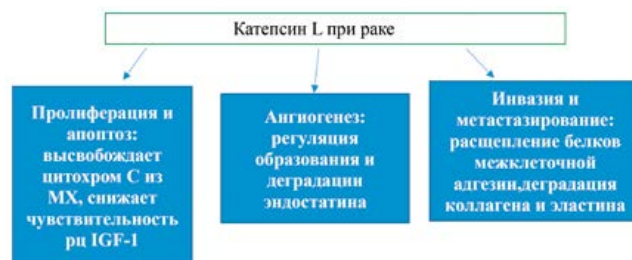 Катепсин L при раке
Пролиферация и
апоптоз:
высвобождает
цитохром С из
МХ, снижает
чувствительность
рц IGF-1
Ангиогенез:
регуляция
образования и
деградации
эндостатина
Инвазия и
метастазирование:
расщепление белков
межклеточной
адгезии,деградация
коллагена и эластина